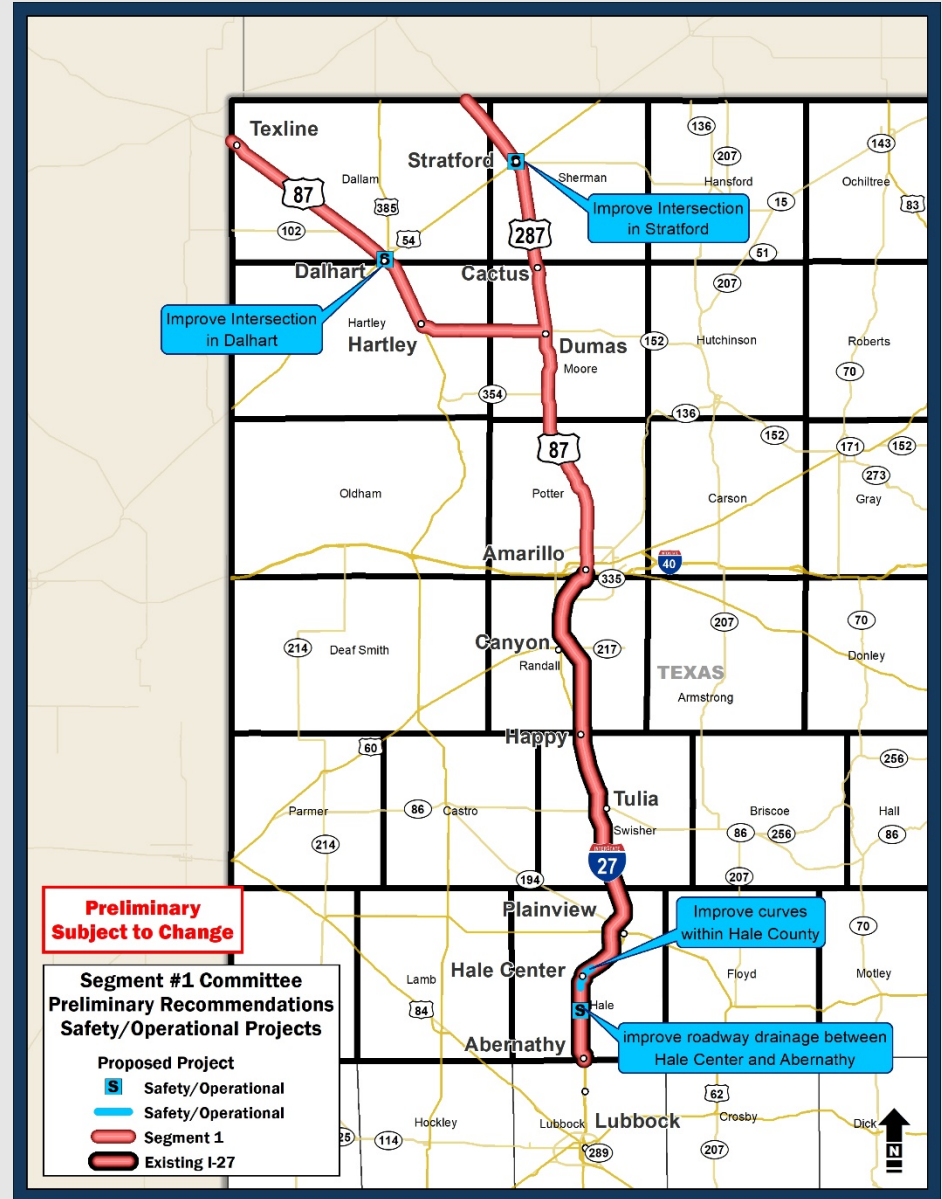 Texline
87
Dallam
385
102
54
Dalhart
Stratford
Sherman
287
Cactus
136
207
Hansford
15
143
Ochiltree
83
51
207
Improve Intersection
in Stratford
Improve Intersection
in Dalhart
Hartley
Hartley
Dumas
Moore
152
Hutchinson
Roberts
70
354
136
152
171
152
273
87
Oldham
Potter
Carson
Gray
Amarillo
335
40
214
Deaf Smith
Canyon
217
Randall
207
70
Donley
TEXAS
Armstrong
Happy
60
256
Parmer
86
Castro
Tulia
Swisher
Briscoe
Hall
86
256
86
214
27
194
207
Plainview
Improve curves
within Hale County
70
Hale Center
Lamb
Floyd
Motley
84
S
Hale
improve roadway drainage between
Hale Center and Abernathy
Abernathy
62
Hockley
Lubbock
Lubbock
Crosby
Dick
25
114
289
207
N
Preliminary
Subject to Change
Segment #1 Committee
Preliminary Recommendations
Safety/Operational Projects
Proposed Project
S Safety/Operational
Safety/Operational
Segment 1
Existing I-27